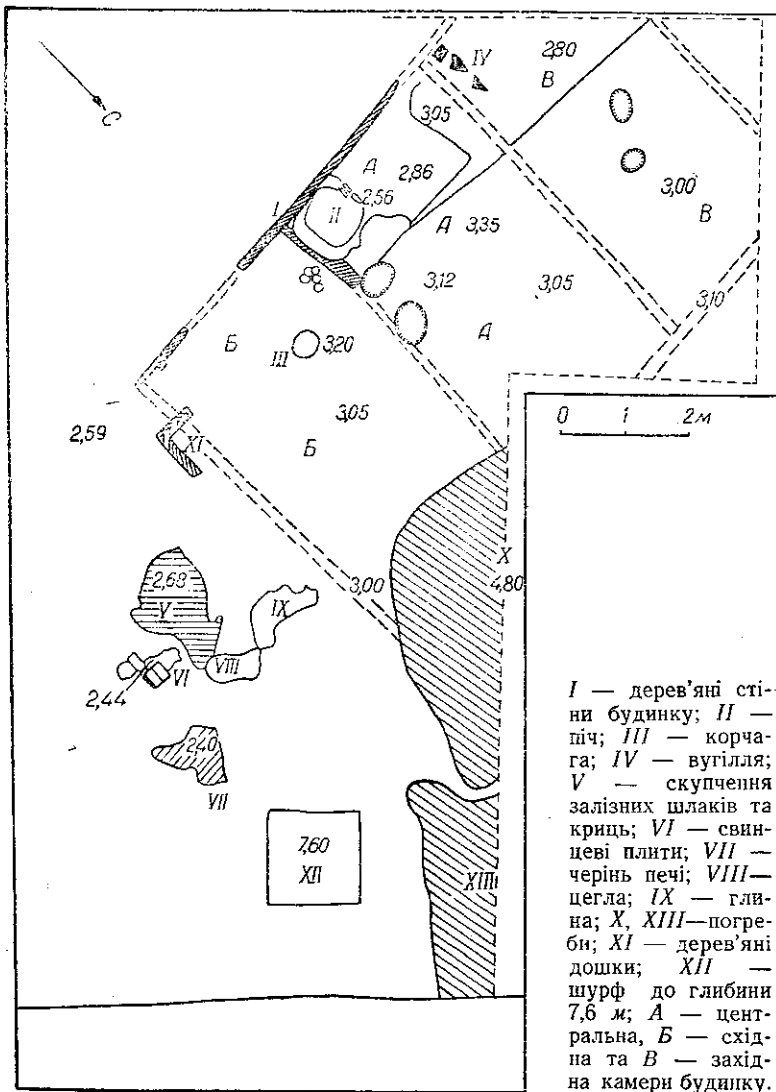 С
IV
2,80
В
3,05
А
2,86
2,56
I
II
А
3,35
3,00
В
3,12
3,05
3,10
Б
III
3,20
А
3,05
2,59
XI
Б
0 1 2м
X
4,80
2,68
V
IX
3,00
VIII
2,44
VI
2,40
VII
7,60
XII
XIII
I — дерев'яні сті-
ни будинку; II —
піч; III — корча-
га; IV — вугілля;
V — скупчення
залізних шлаків та
криць; VI — свин-
цеві плити; VII —
черінь печі; VIII—
цегла; IX — гли-
на; X, XIII—погре-
би; XI — дерев'яні
дошки; XII —
шурф до глибини
7,6 м; А — цент-
ральна, Б — схід-
на та В — захід-
на камери будинку.